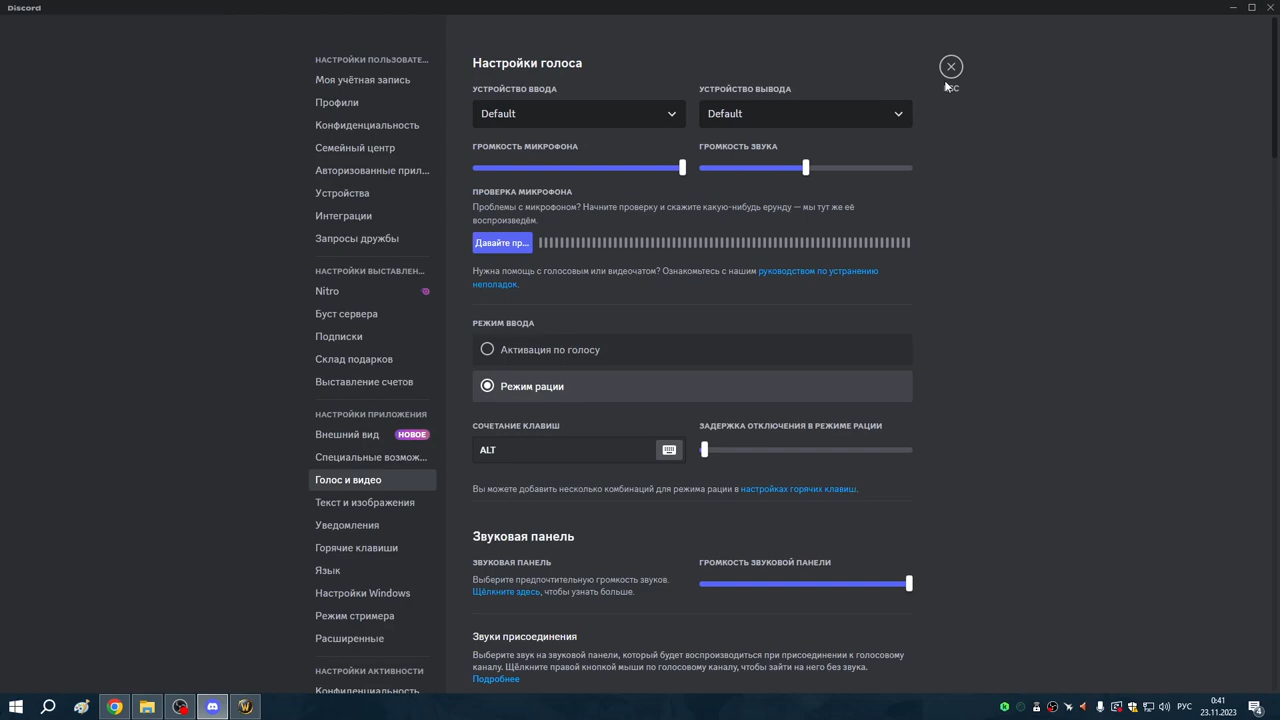 Discord
НАСТРОЙКИ ПОЛЬЗОВАТЕ...
Моя учётная запись
Профили
Конфиденциальность
Семейный центр
Авторизованные прил...
Устройства
Интеграции
Запросы дружбы
НАСТРОЙКИ ВЫСТАВЛЕН...
Nitro
Буст сервера
Подписки
Склад подарков
Выставление счетов
НАСТРОЙКИ ПРИЛОЖЕНИЯ
Внешний вид НОВОЕ
Специальные возмож...
Голос и видео
Текст и изображения
Уведомления
Горячие клавиши
Язык
Настройки Windows
Режим стримера
Расширенные
НАСТРОЙКИ АКТИВНОСТИ
Конфиденциальность
Настройки голоса
УСТРОЙСТВО ВВОДА УСТРОЙСТВО ВЫВОДА
Default Default
ГРОМКОСТЬ МИКРОФОНА ГРОМКОСТЬ ЗВУКА
ПРОВЕРКА МИКРОФОНА
Проблемы с микрофоном? Начните проверку и скажите какую-нибудь ерунду — мы тут же её
воспроизведём.
Давайте пр...
Нужна помощь с голосовым или видеочатом? Ознакомьтесь с нашим руководством по устранению
неполадок.
РЕЖИМ ВВОДА
Активация по голосу
Режим рации
СОЧЕТАНИЕ КЛАВИШ ЗАДЕРЖКА ОТКЛЮЧЕНИЯ В РЕЖИМЕ РАЦИИ
ALT
Вы можете добавить несколько комбинаций для режима рации в настройках горячих клавиш.
Звуковая панель
ЗВУКОВАЯ ПАНЕЛЬ ГРОМКОСТЬ ЗВУКОВОЙ ПАНЕЛИ
Выберите предпочтительную громкость звуков.
Щёлкните здесь, чтобы узнать больше.
Звуки присоединения
Выберите звук на звуковой панели, который будет воспроизводиться при присоединении к голосовому
каналу. Щёлкните правой кнопкой мыши по голосовому каналу, чтобы зайти на него без звука.
Подробнее
РУС
0:41
23.11.2023
4